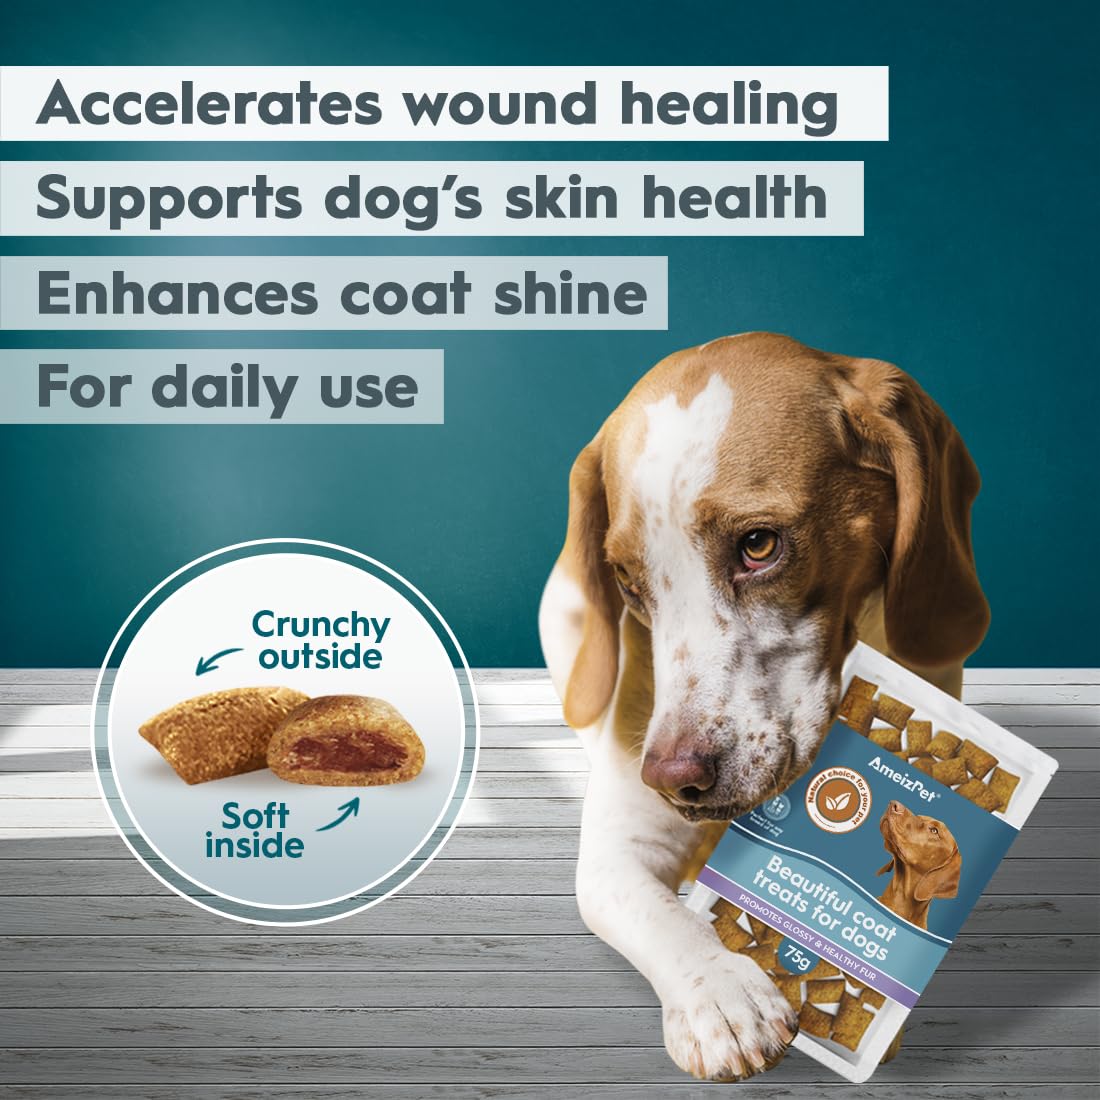 Accelerates wound healing
Supports dog's skin health
Enhances coat shine
For daily use
Crunchy
outside
Soft
inside
AmeizPet®
Natural choice for your pet
Beautiful coat
treats for dogs
PROMOTES GLOSSY & HEALTHY FUR
75g